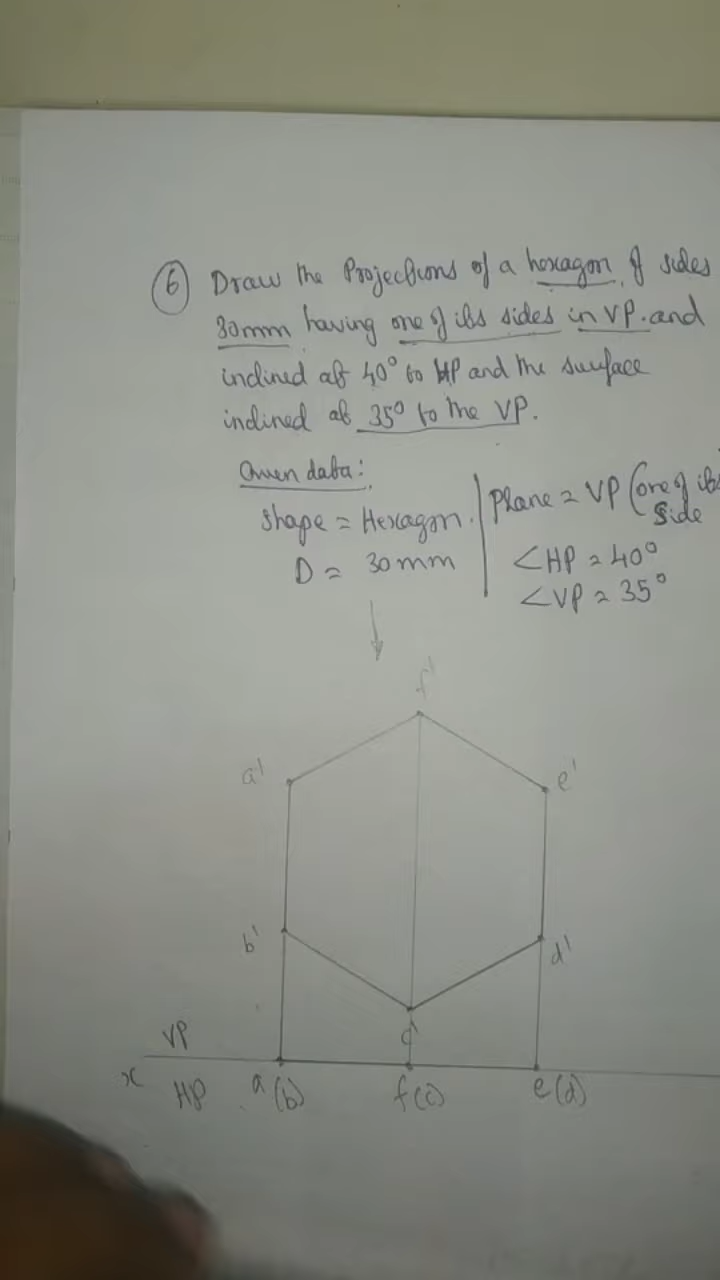 6 Draw the Projections of a hexagon of sides
30mm having one of its sides in VP. and
inclined at 40° to HP and the surface
inclined at 35° to the VP.
Given data:
Shape = Hexagon. Plane = VP (one of its
Side
D = 30mm ∠HP = 40°
∠VP = 35°
f'
a' e'
b' d'
c'
VP
x HP a (b) f(c) e(d)